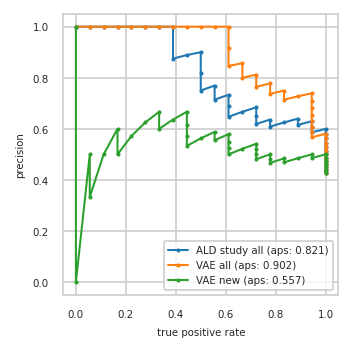 1.0
0.8
0.6
0.4
0.2
0.0
precision
ALD study all (aps: 0.821)
VAE all (aps: 0.902)
VAE new (aps: 0.557)
0.0 0.2 0.4 0.6 0.8 1.0
true positive rate